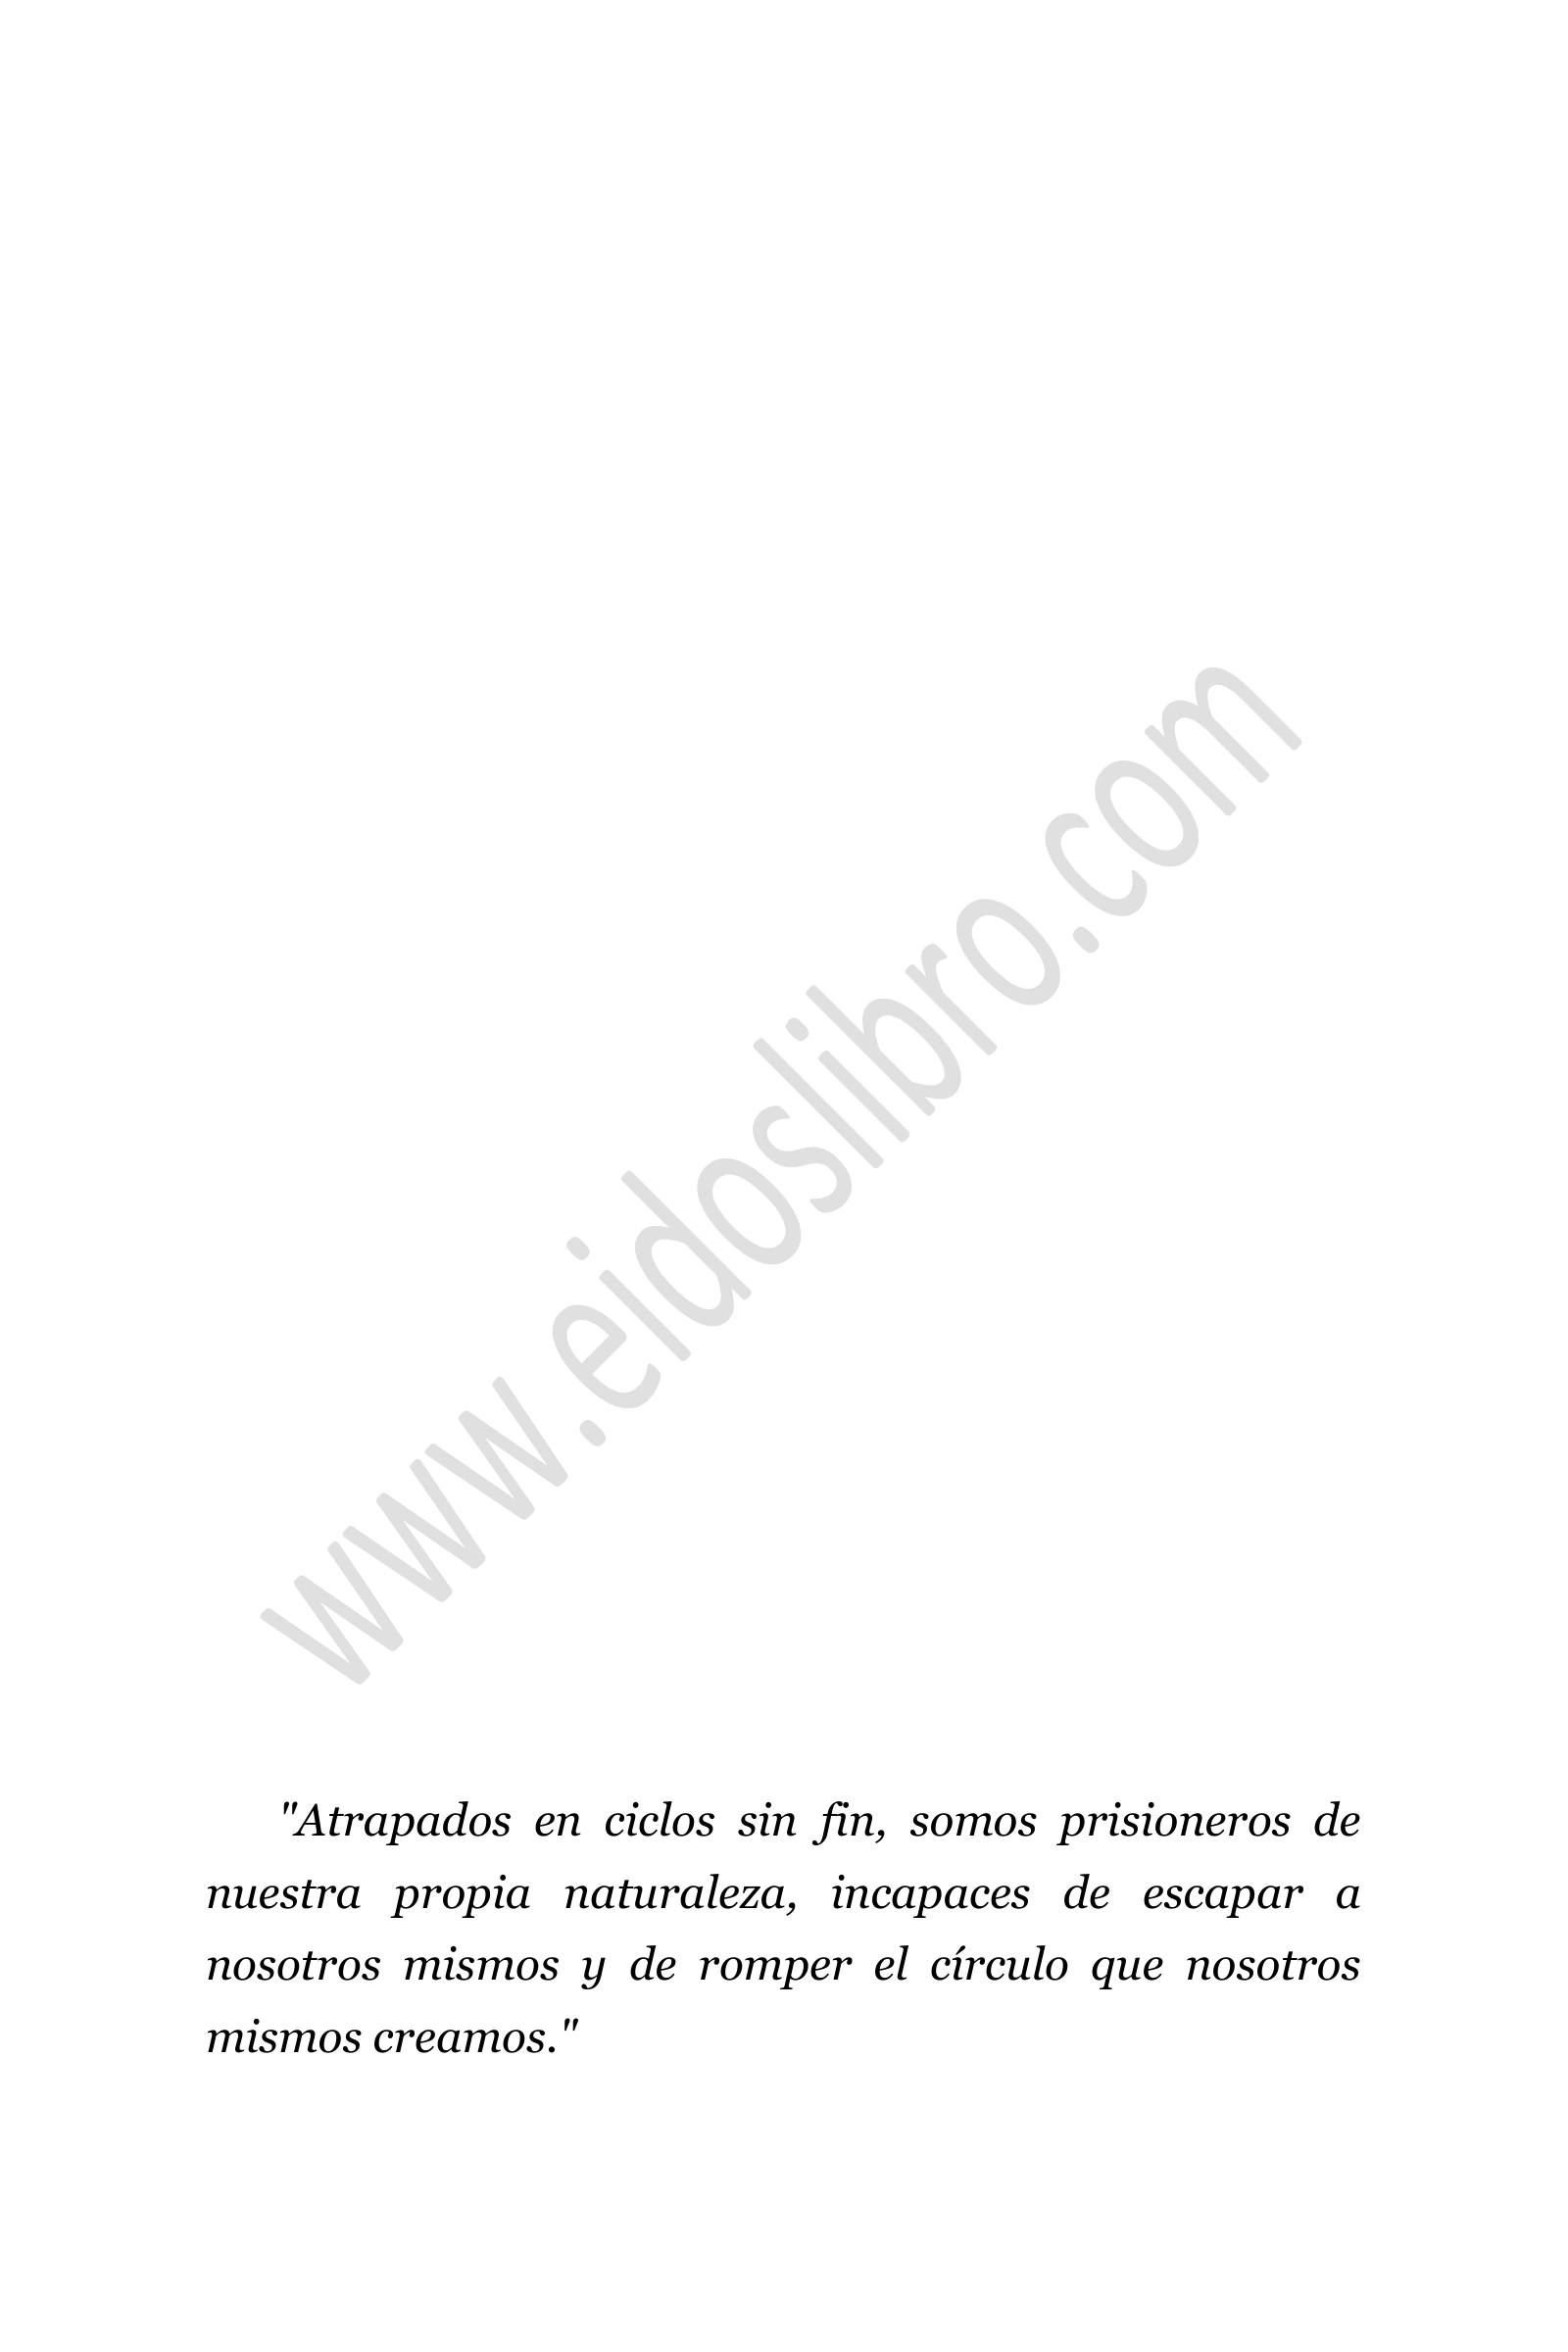 www.eidoslibro.com
"Atrapados en ciclos sin fin, somos prisioneros de
nuestra propia naturaleza, incapaces de escapar a
nosotros mismos y de romper el círculo que nosotros
mismos creamos."